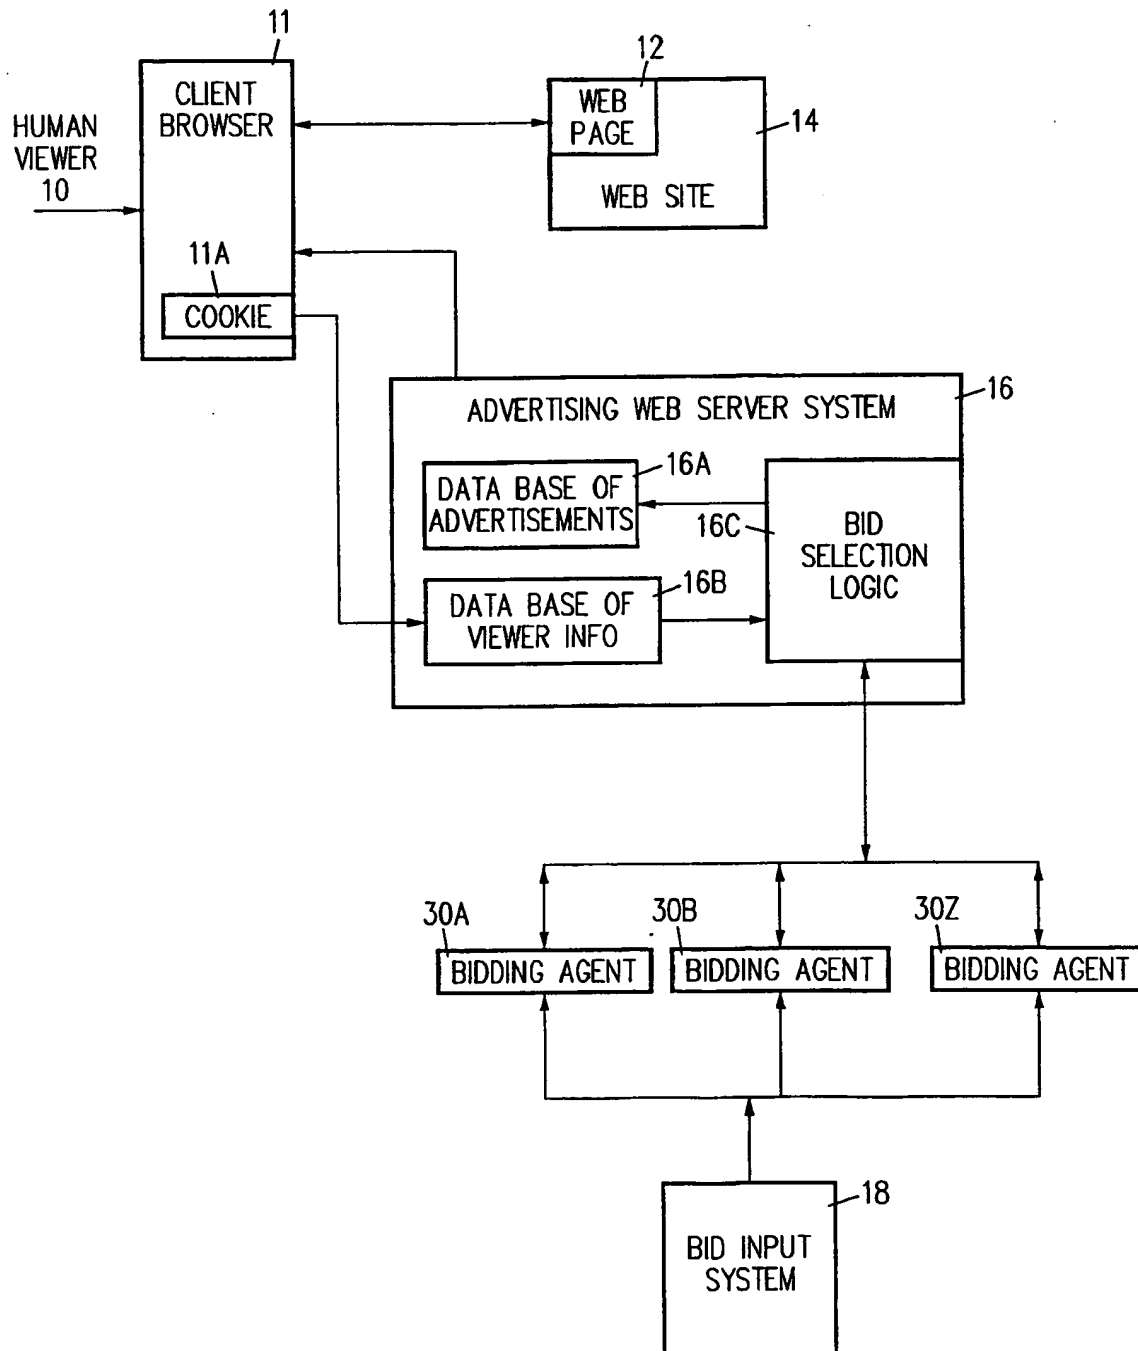 11
CLIENT
BROWSER
HUMAN
VIEWER
10
11A
COOKIE
12
WEB
PAGE
14
WEB SITE
16
ADVERTISING WEB SERVER SYSTEM
16A
DATA BASE OF
ADVERTISEMENTS
16C
BID
SELECTION
LOGIC
16B
DATA BASE OF
VIEWER INFO
30A
BIDDING AGENT
30B
BIDDING AGENT
30Z
BIDDING AGENT
18
BID INPUT
SYSTEM